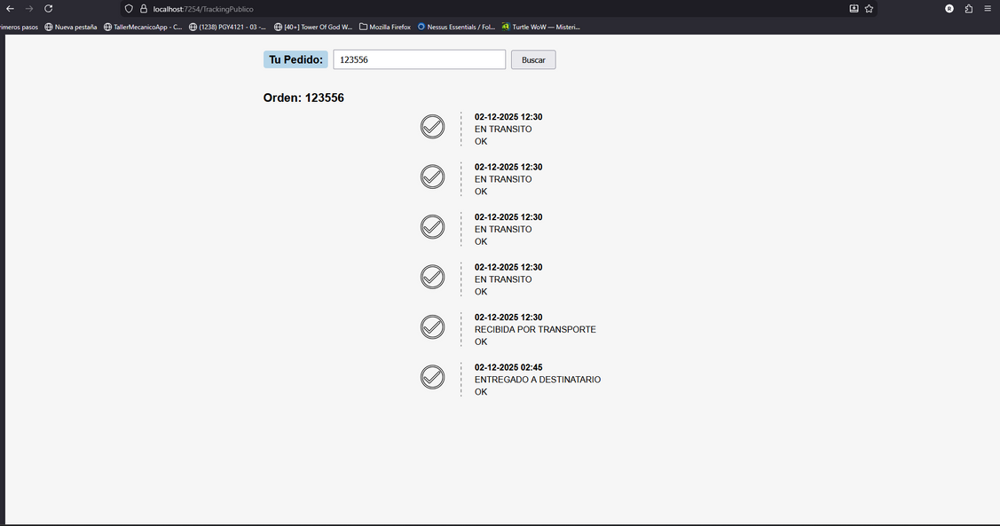 localhost:7254/TrackingPublico
rimeros pasos Nueva pestaña TallerMecanicoApp - C... (1238) PGY4121 - 03 -... [40+] Tower Of God W... Mozilla Firefox Nessus Essentials / Fol... Turtle WoW — Misteri...
Tu Pedido: 123556 Buscar
Orden: 123556
02-12-2025 12:30
EN TRANSITO
OK
02-12-2025 12:30
EN TRANSITO
OK
02-12-2025 12:30
EN TRANSITO
OK
02-12-2025 12:30
EN TRANSITO
OK
02-12-2025 12:30
RECIBIDA POR TRANSPORTE
OK
02-12-2025 02:45
ENTREGADO A DESTINATARIO
OK